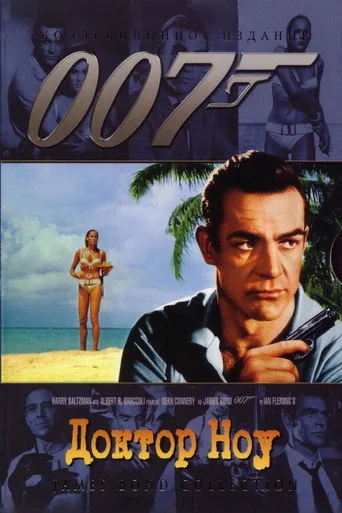 КОЛЛЕКЦИОННОЕ ИЗДАНИЕ
007
HARRY SALTZMAN AND ALBERT R. BROCCOLI PRESENT SEAN CONNERY AS JAMES BOND 007 IN IAN FLEMING'S
Доктор Ноу
JAMES BOND COLLECTION